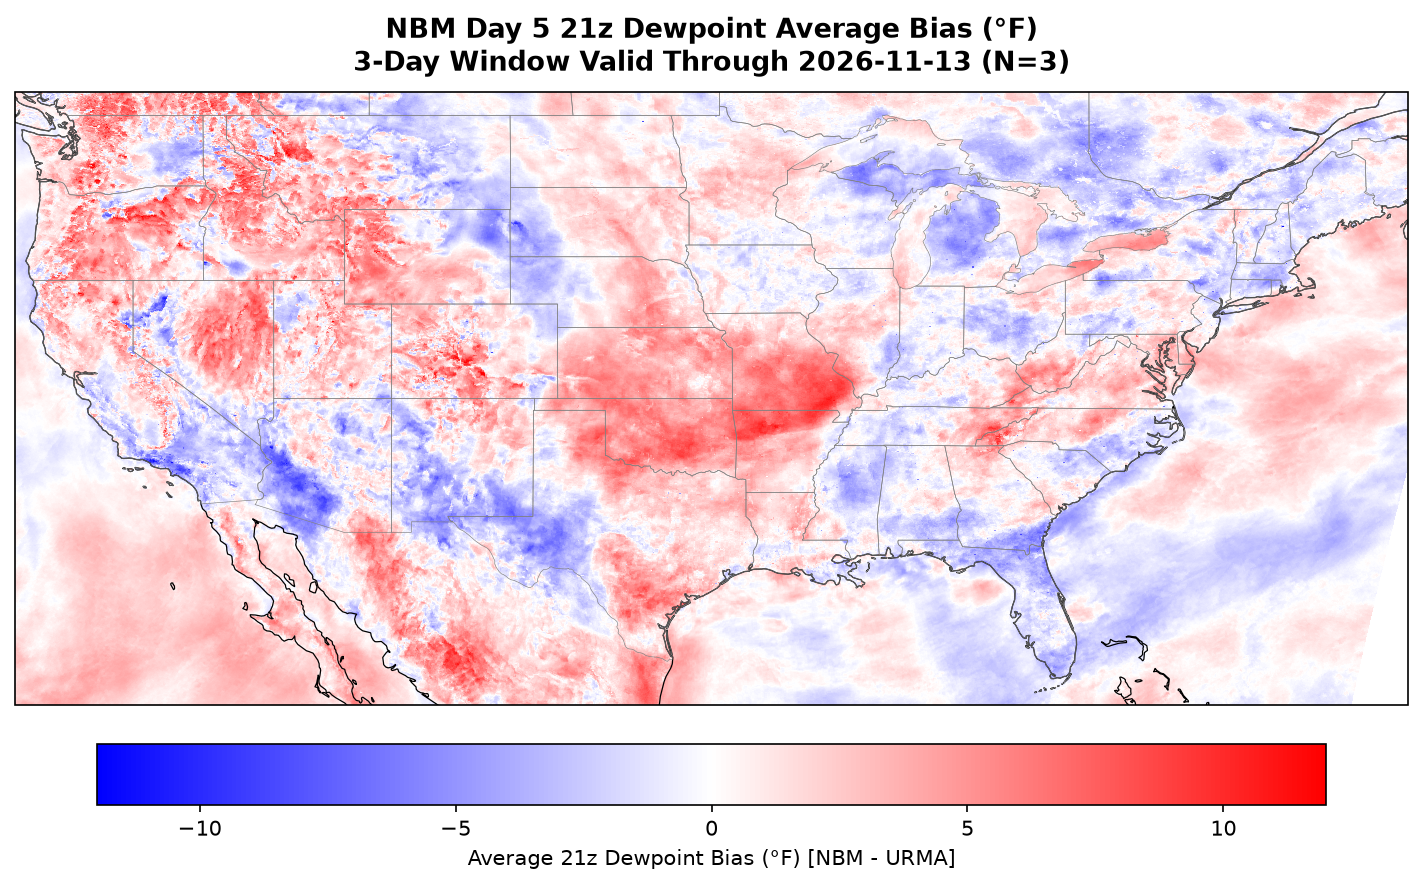 NBM Day 5 21z Dewpoint Average Bias (°F)
3-Day Window Valid Through 2026-11-13 (N=3)
−10 −5 0 5 10
Average 21z Dewpoint Bias (°F) [NBM - URMA]